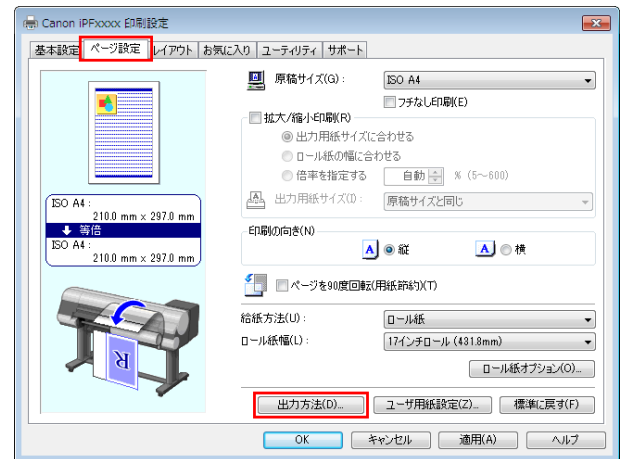 Canon iPFxxxx 印刷設定
基本設定 ページ設定 レイアウト お気に入り ユーティリティ サポート
原稿サイズ(G): ISO A4
フチなし印刷(E)
拡大/縮小印刷(R)
出力用紙サイズに合わせる
ロール紙の幅に合わせる
倍率を指定する 自動 % (5~600)
出力用紙サイズ(I): 原稿サイズと同じ
ISO A4 :
210.0 mm x 297.0 mm
等倍
ISO A4 :
210.0 mm x 297.0 mm
印刷の向き(N)
A 縦 A 横
ページを90度回転(用紙節約)(T)
給紙方法(U): ロール紙
ロール紙幅(L): 17インチロール (431.8mm)
ロール紙オプション(O)...
R
出力方法(D)... ユーザ用紙設定(Z)... 標準に戻す(F)
OK キャンセル 適用(A) ヘルプ